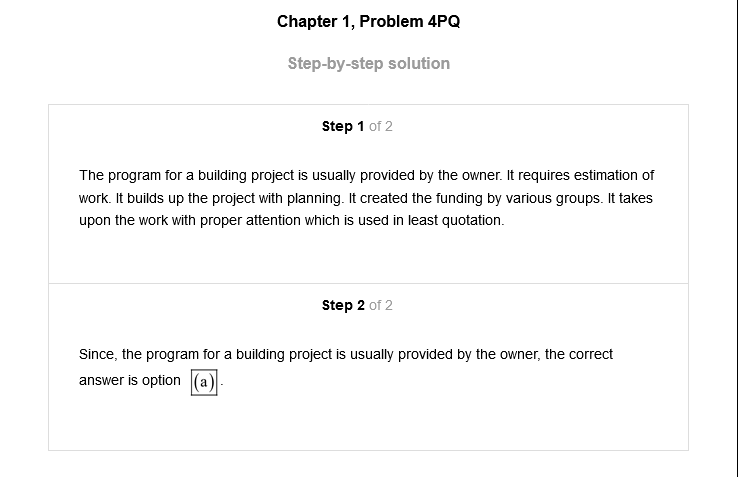 Chapter 1, Problem 4PQ
Step-by-step solution
Step 1 of 2
The program for a building project is usually provided by the owner. It requires estimation of
work. It builds up the project with planning. It created the funding by various groups. It takes
upon the work with proper attention which is used in least quotation.
Step 2 of 2
Since, the program for a building project is usually provided by the owner, the correct
answer is option (a).